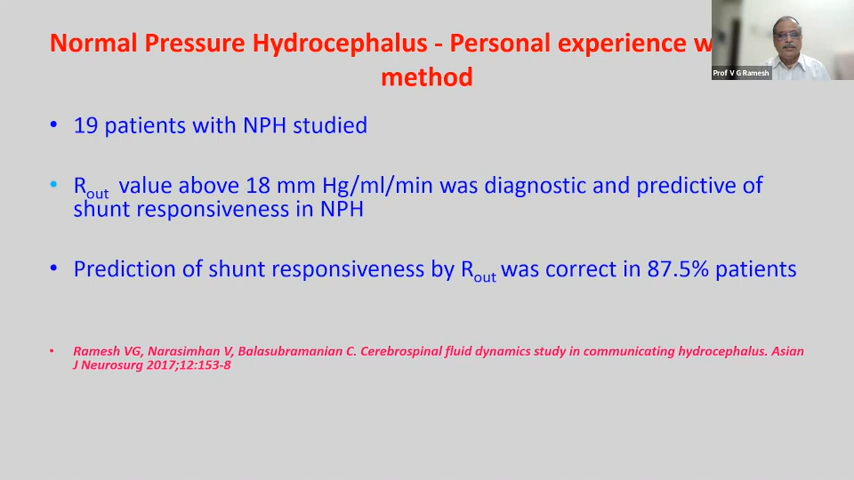 Normal Pressure Hydrocephalus - Personal experience
method
Prof V G Ramesh
• 19 patients with NPH studied
• Rout value above 18 mm Hg/ml/min was diagnostic and predictive of
shunt responsiveness in NPH
• Prediction of shunt responsiveness by Rout was correct in 87.5% patients
• Ramesh VG, Narasimhan V, Balasubramanian C. Cerebrospinal fluid dynamics study in communicating hydrocephalus. Asian
J Neurosurg 2017;12:153-8